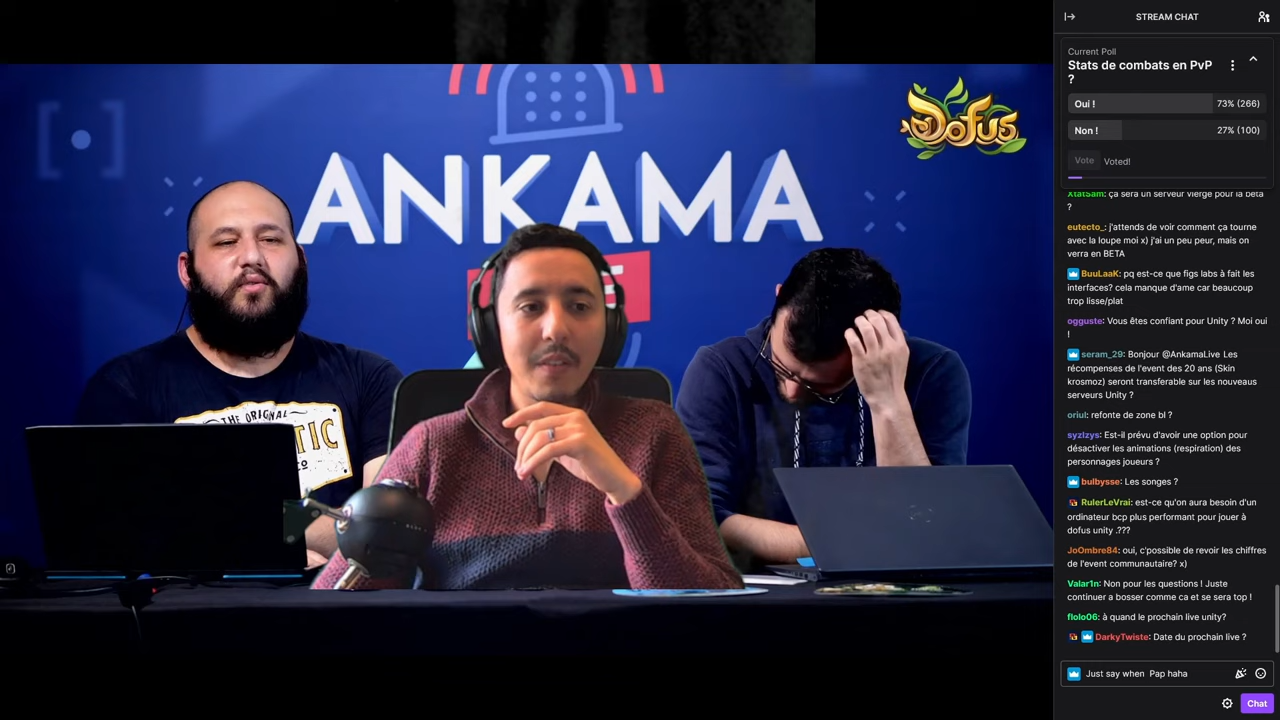 ANKAMA
Dofus
THE ORIGINAL
TIC
CO
STREAM CHAT
Current Poll
Stats de combats en PvP
?
Oui !
73% (266)
Non !
27% (100)
Vote
Voted!
XtatSam: ça sera un serveur vierge pour la beta
?
eutecto_: j'attends de voir comment ça tourne
avec la loupe moi x) j'ai un peu peur, mais on
verra en BETA
BuuLaaK: pq est-ce que figs labs à fait les
interfaces? cela manque d'ame car beaucoup
trop lisse/plat
ogguste: Vous êtes confiant pour Unity ? Moi oui
!
seram_29: Bonjour @AnkamaLive Les
récompenses de l'event des 20 ans (Skin
krosmoz) seront transferable sur les nouveaus
serveurs Unity ?
oriul: refonte de zone bl ?
syzlzys: Est-il prévu d'avoir une option pour
désactiver les animations (respiration) des
personnages joueurs ?
bulbysse: Les songes ?
RulerLeVrai: est-ce qu'on aura besoin d'un
ordinateur bcp plus performant pour jouer à
dofus unity .???
JoOmbre84: oui, c'possible de revoir les chiffres
de l'event communautaire? x)
Valar1n: Non pour les questions ! Juste
continuer a bosser comme ca et se sera top !
flolo06: à quand le prochain live unity?
DarkyTwiste: Date du prochain live ?
Just say when Pap haha
Chat